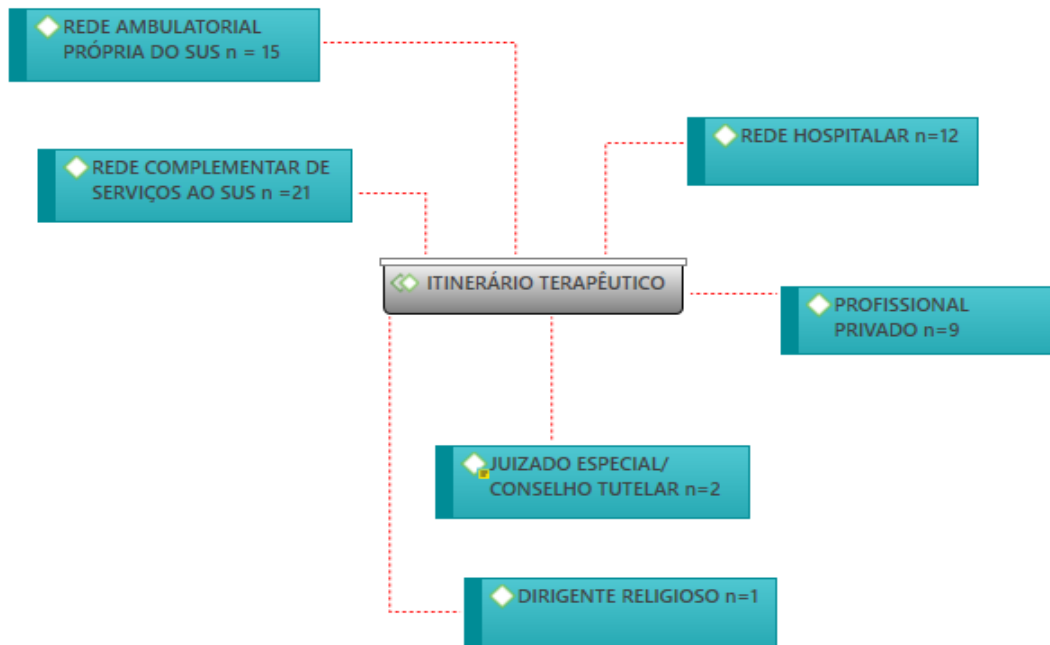 REDE AMBULATORIAL
PRÓPRIA DO SUS n = 15
REDE HOSPITALAR n=12
REDE COMPLEMENTAR DE
SERVIÇOS AO SUS n =21
ITINERÁRIO TERAPÊUTICO
PROFISSIONAL
PRIVADO n=9
JUIZADO ESPECIAL/
CONSELHO TUTELAR n=2
DIRIGENTE RELIGIOSO n=1